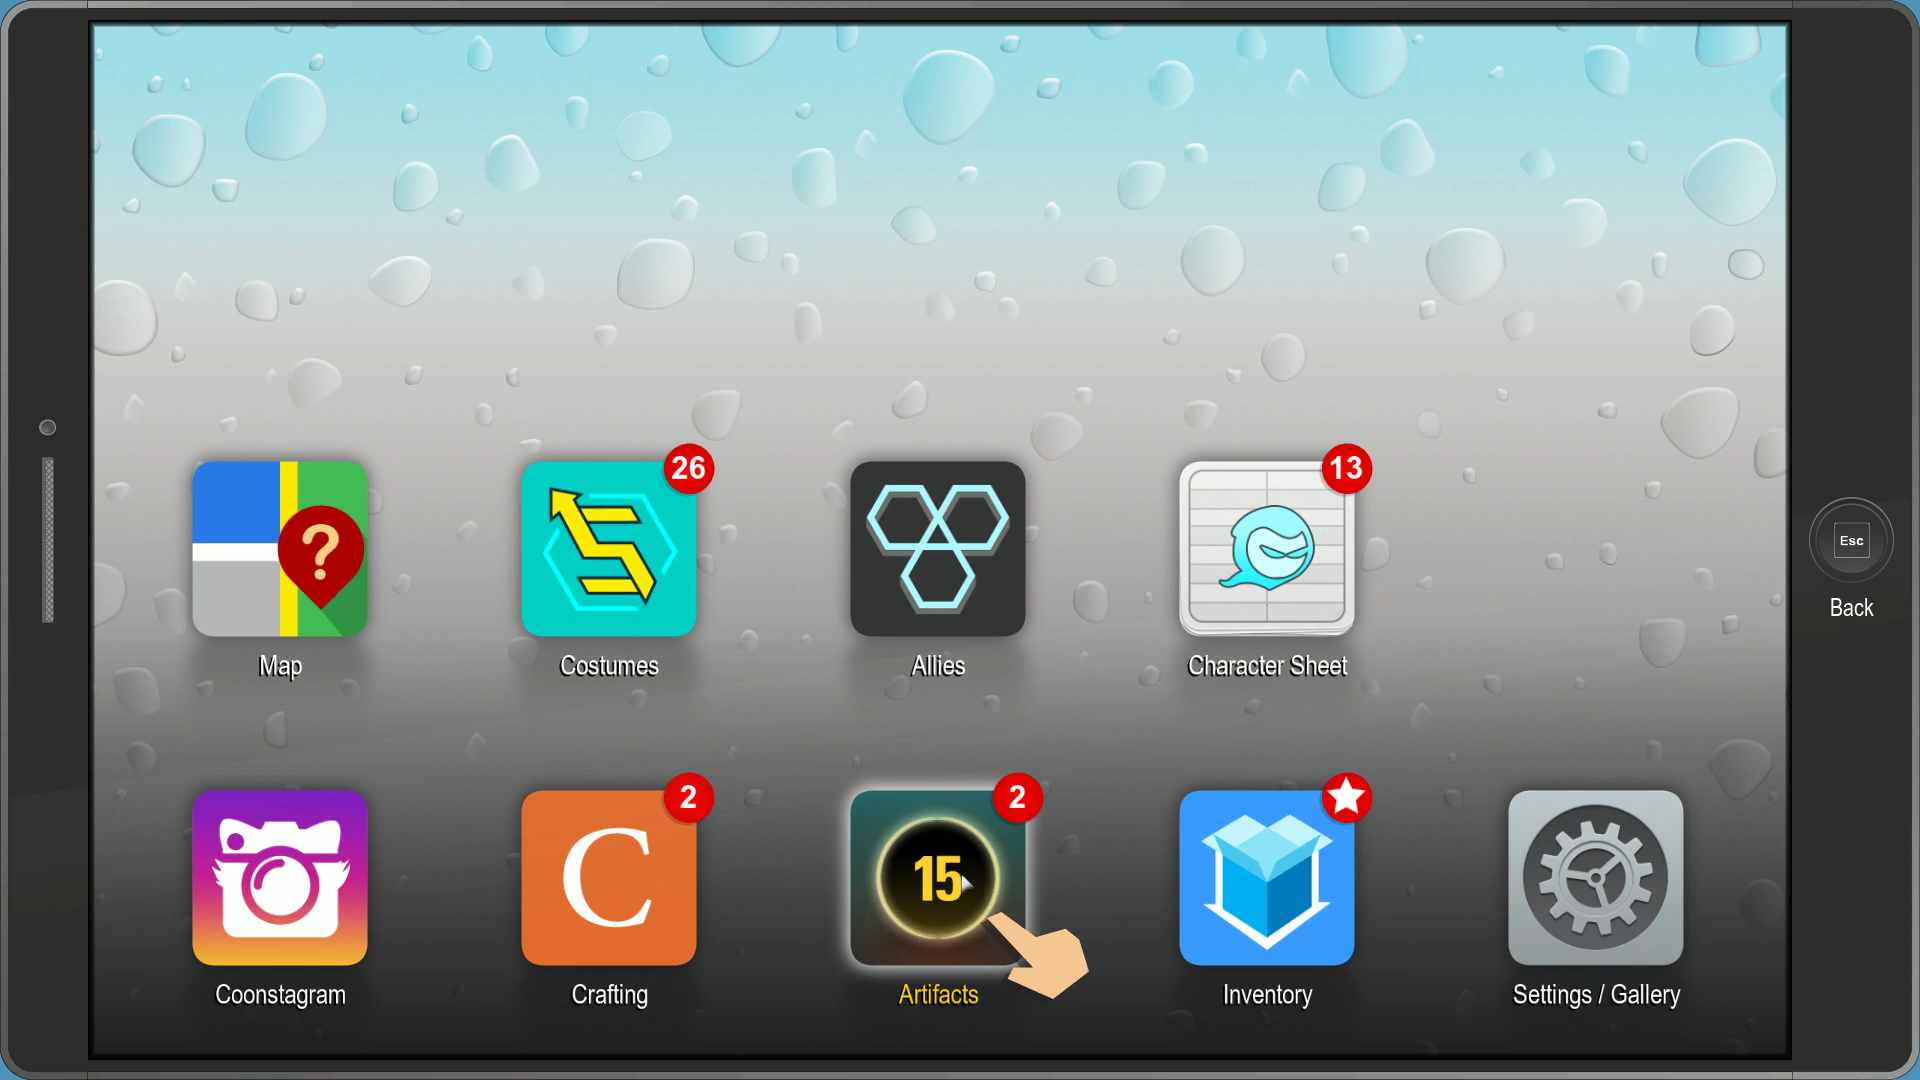 26
13
?
Esc
Back
Map
Costumes
Allies
Character Sheet
2
2
C
15
Coonstagram
Crafting
Artifacts
Inventory
Settings / Gallery